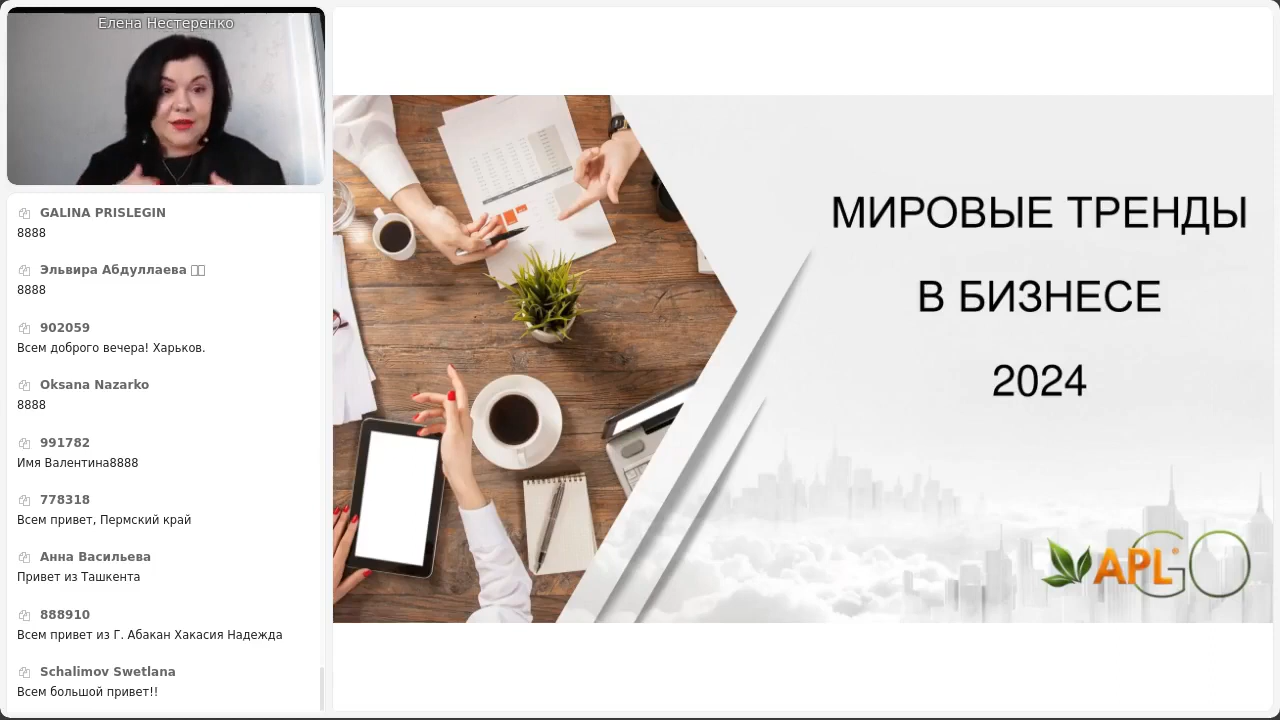 Елена Нестеренко
GALINA PRISLEGIN
8888
Эльвира Абдуллаева
8888
902059
Всем доброго вечера! Харьков.
Oksana Nazarko
8888
991782
Имя Валентина8888
778318
Всем привет, Пермский край
Анна Васильева
Привет из Ташкента
888910
Всем привет из Г. Абакан Хакасия Надежда
Schalimov Swetlana
Всем большой привет!!
МИРОВЫЕ ТРЕНДЫ
В БИЗНЕСЕ
2024
APLGO